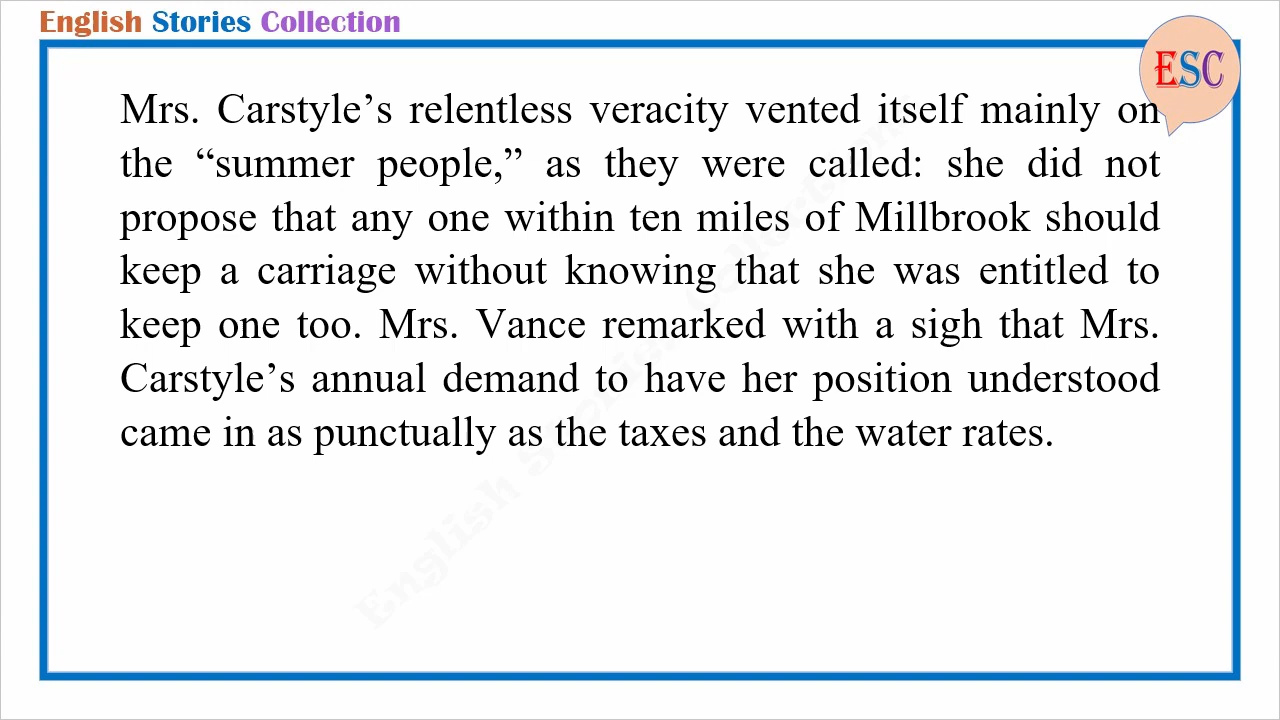 English Stories Collection
ESC
Mrs. Carstyle’s relentless veracity vented itself mainly on
the “summer people,” as they were called: she did not
propose that any one within ten miles of Millbrook should
keep a carriage without knowing that she was entitled to
keep one too. Mrs. Vance remarked with a sigh that Mrs.
Carstyle’s annual demand to have her position understood
came in as punctually as the taxes and the water rates.
English Stories Collection